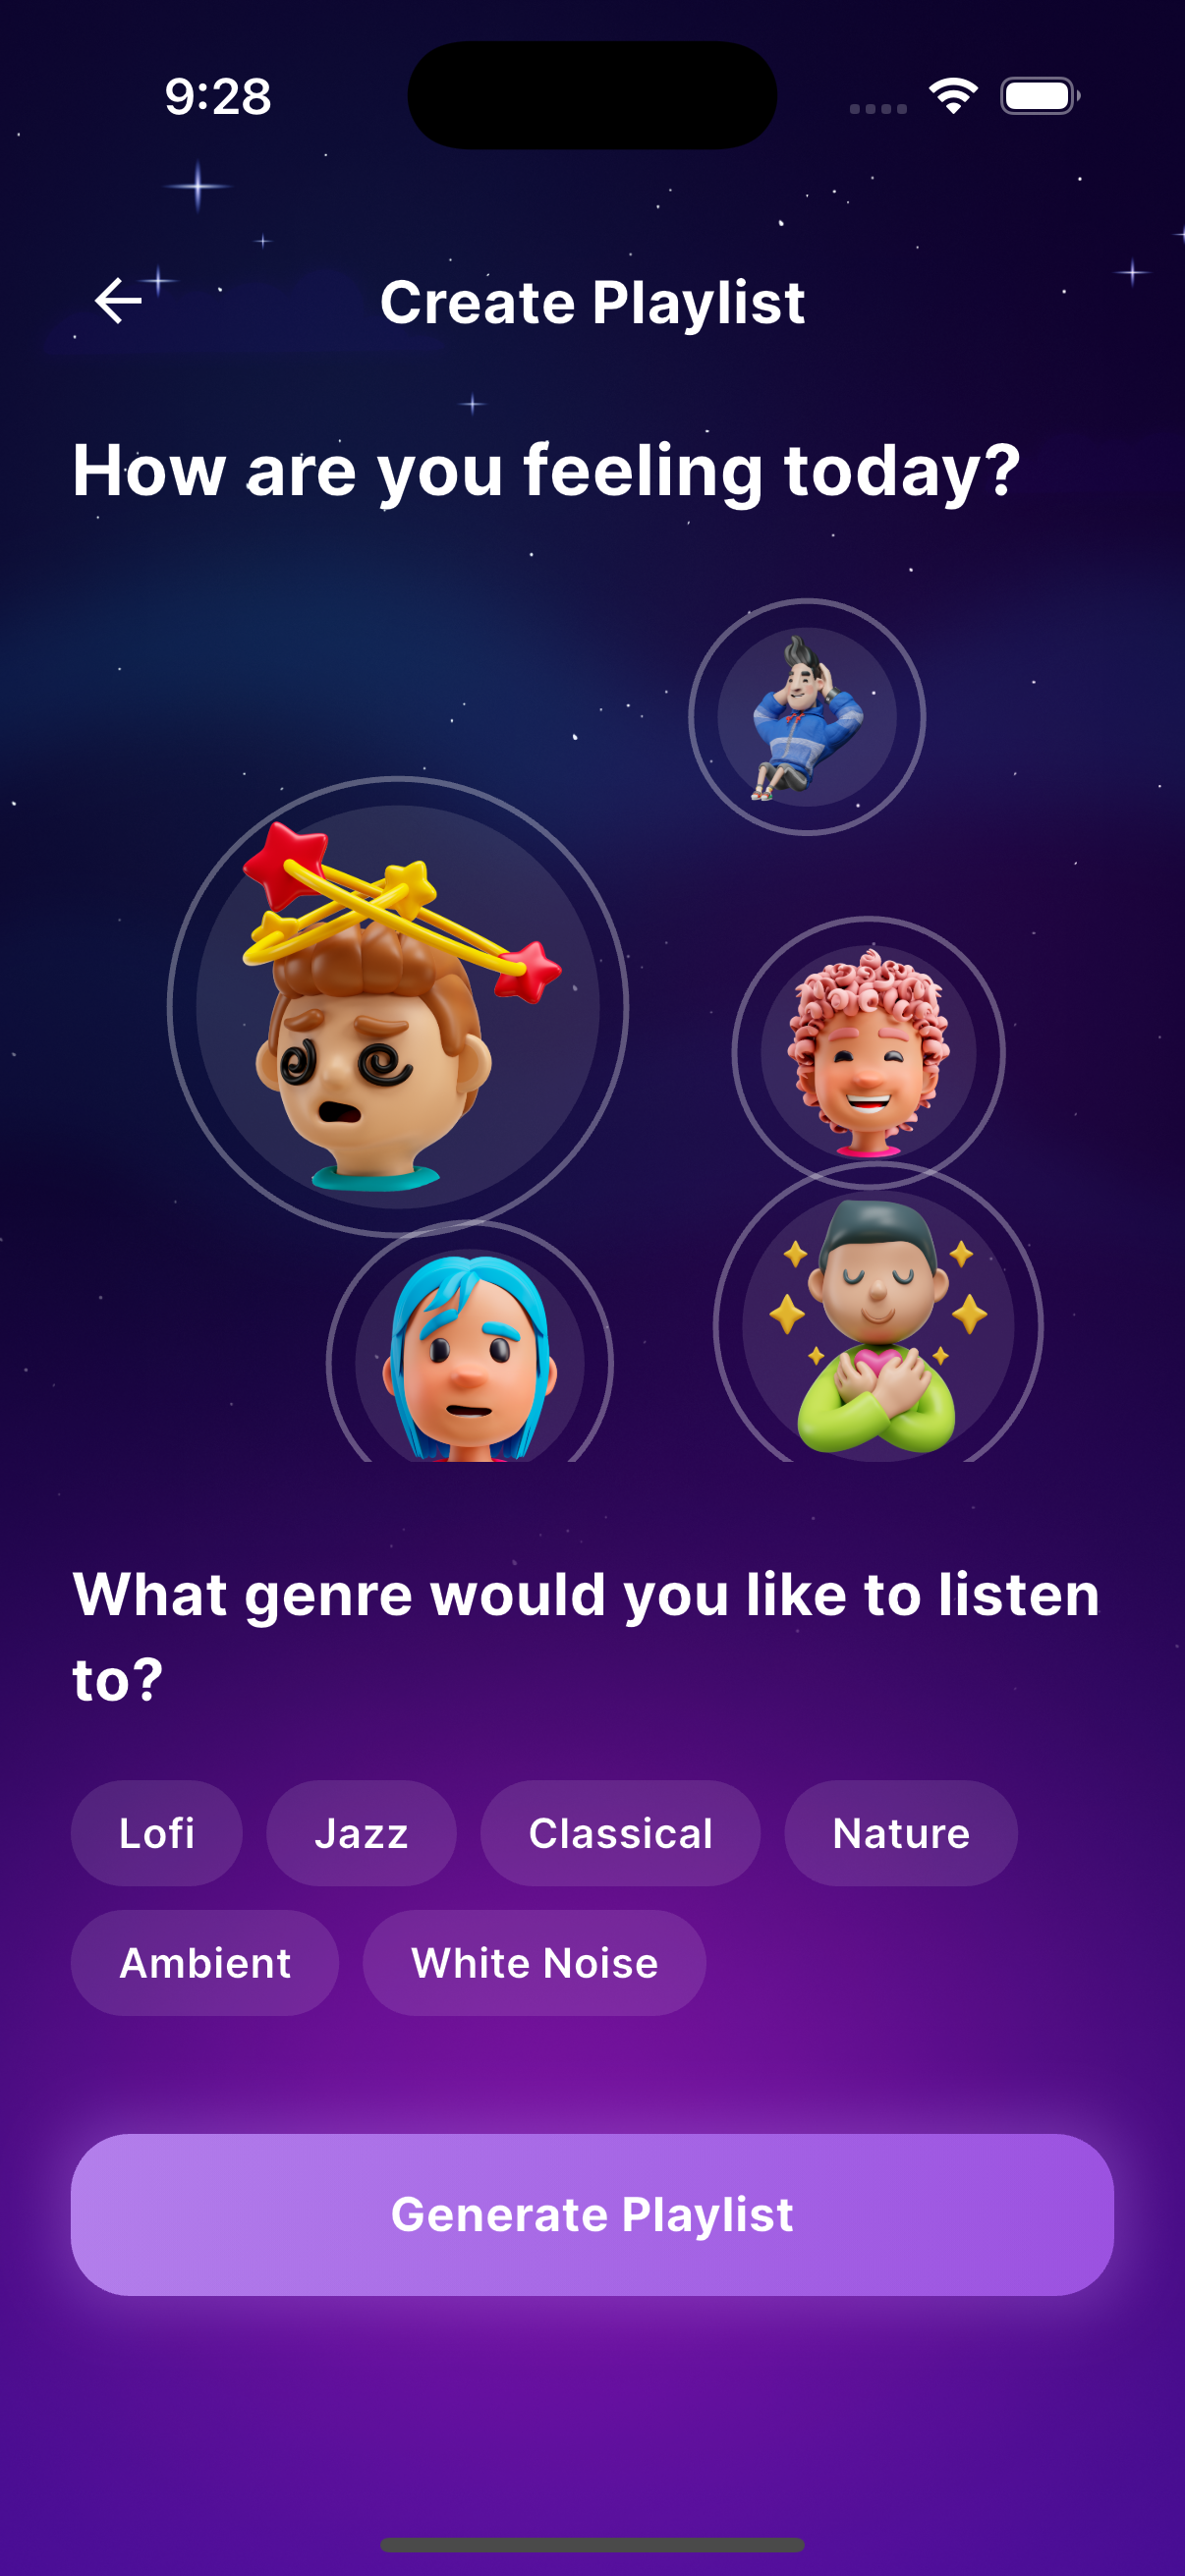 9:28
Create Playlist
How are you feeling today?
What genre would you like to listen
to?
Lofi
Jazz
Classical
Nature
Ambient
White Noise
Generate Playlist